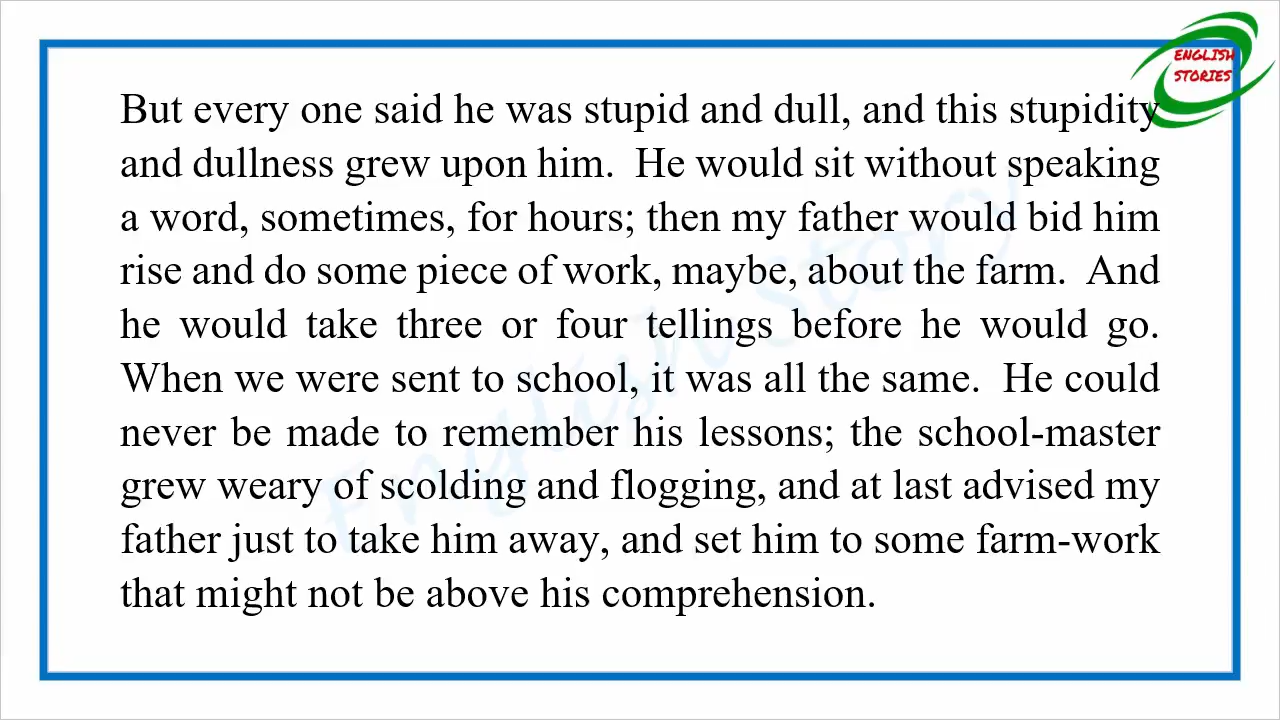 ENGLISH
STORIES
But every one said he was stupid and dull, and this stupidity
and dullness grew upon him.  He would sit without speaking
a word, sometimes, for hours; then my father would bid him
rise and do some piece of work, maybe, about the farm.  And
he would take three or four tellings before he would go.
When we were sent to school, it was all the same.  He could
never be made to remember his lessons; the school-master
grew weary of scolding and flogging, and at last advised my
father just to take him away, and set him to some farm-work
that might not be above his comprehension.
English Story